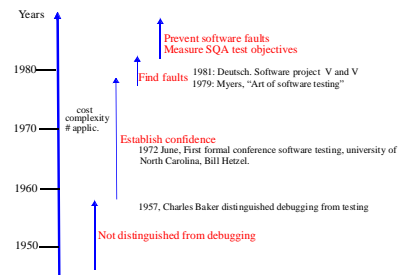 Years
Prevent software faults
Measure SQA test objectives
1980
Find faults
1981: Deutsch. Software project V and V
1979: Myers, “Art of software testing”
cost
complexity
# applic.
1970
Establish confidence
1972 June, First formal conference software testing, university of
North Carolina, Bill Hetzel.
1960
1957, Charles Baker distinguished debugging from testing
Not distinguished from debugging
1950